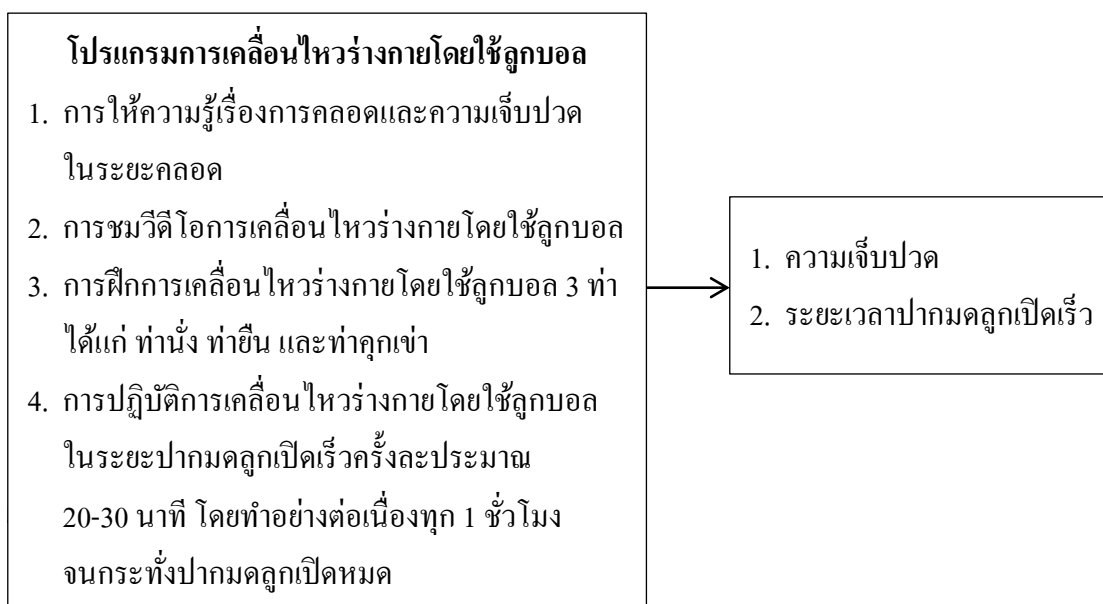 โปรแกรมการเคลื่อนไหวร่างกายโดยใช้ลูกบอล
1. การให้ความรู้เรื่องการคลอดและความเจ็บปวด
ในระยะคลอด
2. การชมวีดีโอการเคลื่อนไหวร่างกายโดยใช้ลูกบอล
3. การฝึกการเคลื่อนไหวร่างกายโดยใช้ลูกบอล 3 ท่า
ได้แก่ ท่านั่ง ท่ายืน และท่าคุกเข่า
4. การปฏิบัติการเคลื่อนไหวร่างกายโดยใช้ลูกบอล
ในระยะปากมดลูกเปิดเร็วครั้งละประมาณ
20-30 นาที โดยทำอย่างต่อเนื่องทุก 1 ชั่วโมง
จนกระทั่งปากมดลูกเปิดหมด
1. ความเจ็บปวด
2. ระยะเวลาปากมดลูกเปิดเร็ว